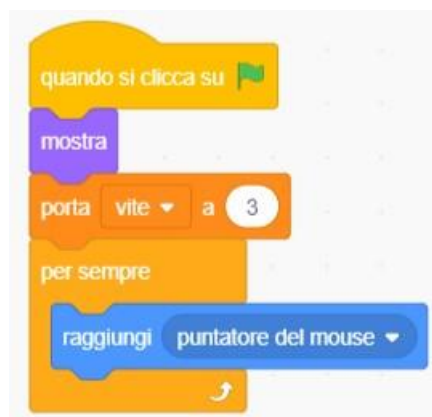 quando si clicca su
mostra
porta vite a 3
per sempre
raggiungi puntatore del mouse